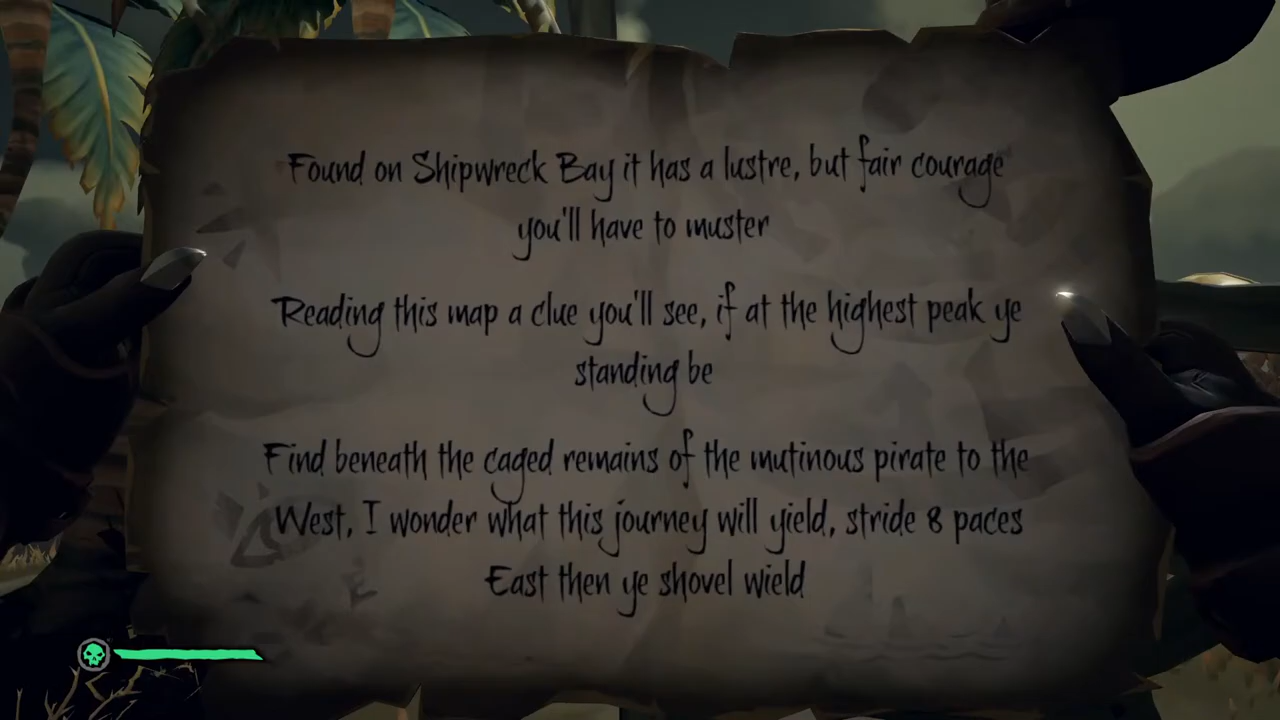 Found on Shipwreck Bay it has a lustre, but fair courage
you'll have to muster
Reading this map a clue you'll see, if at the highest peak ye
standing be
Find beneath the caged remains of the mutinous pirate to the
West, I wonder what this journey will yield, stride 8 paces
East then ye shovel wield